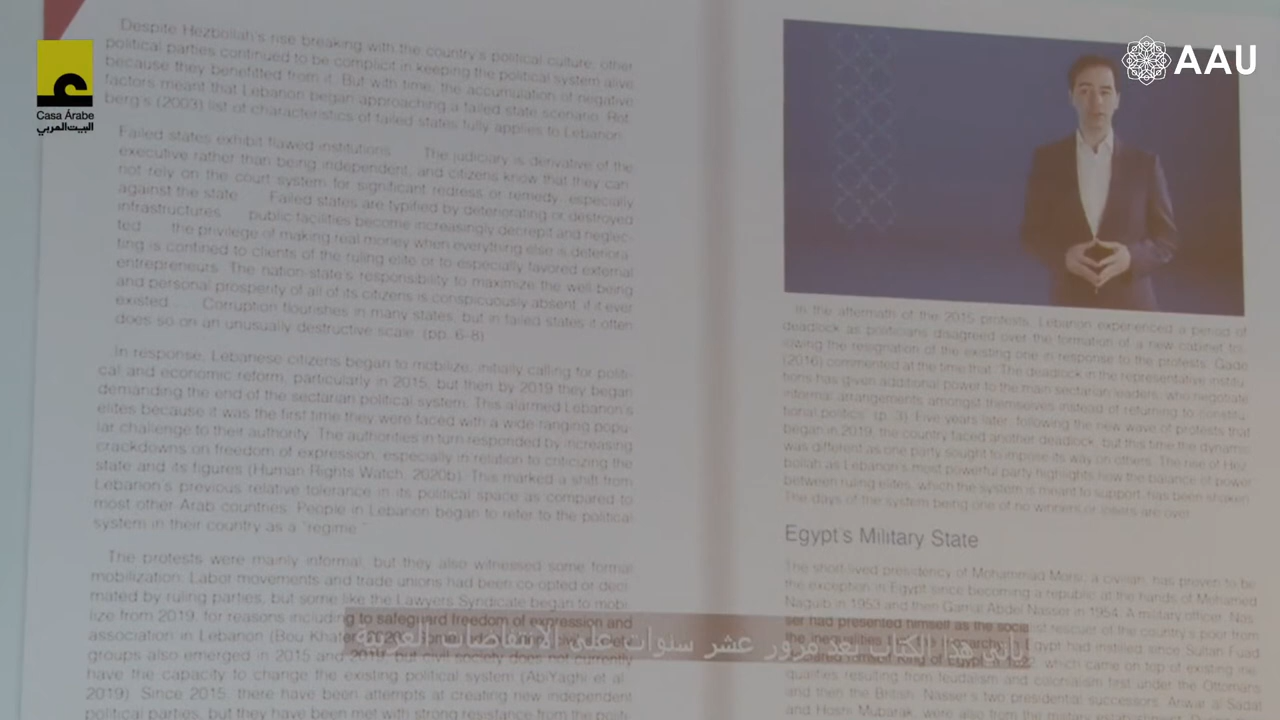 Casa Árabe
البيت العربي
AAU
Despite Hezbollah's rise breaking with the country's political culture, other
political parties continued to be complicit in keeping the political system alive
because they benefitted from it. But with time, the accumulation of negative
factors meant that Lebanon began approaching a failed state scenario. Rot-
berg's (2003) list of characteristics of failed states fully applies to Lebanon:
Failed states exhibit flawed institutions. ... The judiciary is derivative of the
executive rather than being independent, and citizens know that they can-
not rely on the court system for significant redress or remedy, especially
against the state. ... Failed states are typified by deteriorating or destroyed
infrastructures. ... public facilities become increasingly decrepit and neglec-
ted. ... the privilege of making real money when everything else is deteriora-
ting is confined to clients of the ruling elite or to especially favored external
entrepreneurs. The nation-state's responsibility to maximize the well-being
and personal prosperity of all of its citizens is conspicuously absent, if it ever
existed. ... Corruption flourishes in many states, but in failed states it often
does so on an unusually destructive scale. (pp. 6-8)
In response, Lebanese citizens began to mobilize, initially calling for politi-
cal and economic reform, particularly in 2015, but then by 2019 they began
demanding the end of the sectarian political system. This alarmed Lebanon's
elites because it was the first time they were faced with a wide-ranging popu-
lar challenge to their authority. The authorities in turn responded by increasing
crackdowns on freedom of expression, especially in relation to criticizing the
state and its figures (Human Rights Watch, 2020b). This marked a shift from
Lebanon's previous relative tolerance in its political space as compared to
most other Arab countries. People in Lebanon began to refer to the political
system in their country as a "regime."
The protests were mainly informal, but they also witnessed some formal
mobilization. Labor movements and trade unions had been co-opted or deci-
mated by ruling parties, but some like the Lawyers Syndicate began to mobi-
lize from 2019, for reasons including to safeguard freedom of expression and
association in Lebanon (Bou Khater
groups also emerged in 2015 and 2019, but civil society does not currently
have the capacity to change the existing political system (AbiYaghi et al.,
2019). Since 2015, there have been attempts at creating new independent
political parties, but they have been met with strong resistance from the politi-
In the aftermath of the 2015 protests, Lebanon experienced a period of
deadlock as politicians disagreed over the formation of a new cabinet fol-
lowing the resignation of the existing one in response to the protests. Gade
(2016) commented at the time that "The deadlock in the representative institu-
tions has given additional power to the main sectarian leaders, who negotiate
informal arrangements amongst themselves instead of returning to constitu-
tional politics" (p. 3). Five years later, following the new wave of protests that
began in 2019, the country faced another deadlock, but this time the dynamic
was different as one party sought to impose its way on others. The rise of Hez-
bollah as Lebanon's most powerful party highlights how the balance of power
between ruling elites, which the system is meant to support, has been shaken.
The days of the system being one of no winners or losers are over.
Egypt's Military State
The short-lived presidency of Mohammad Morsi, a civilian, has proven to be
the exception in Egypt since becoming a republic at the hands of Mohamed
Naguib in 1953 and then Gamal Abdel Nasser in 1954. A military officer, Nas-
ser had presented himself as the social rescuer of the country's poor from
the inequalities the monarchy Egypt had instilled since Sultan Fuad
King of Egypt in 1922, which came on top of existing ine-
qualities resulting from feudalism and colonialism first under the Ottomans
and then the British. Nasser's two presidential successors, Anwar al-Sadat
and Hosni Mubarak, were also from the military
يأتي هذا الكتاب بعد مرور عشر سنوات على الانتفاضات العربية